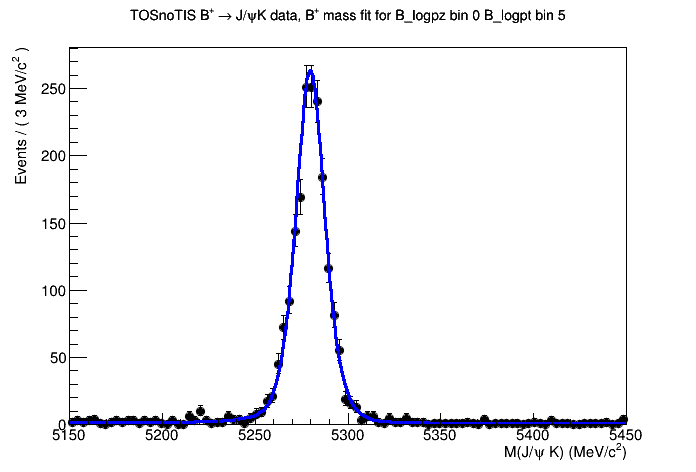 TOSnoTIS B⁺ → J/ψK data, B⁺ mass fit for B_logpz bin 0 B_logpt bin 5
Events / ( 3 MeV/c² )
250
200
150
100
50
0
5150 5200 5250 5300 5350 5400 5450
M(J/ψ K) (MeV/c²)